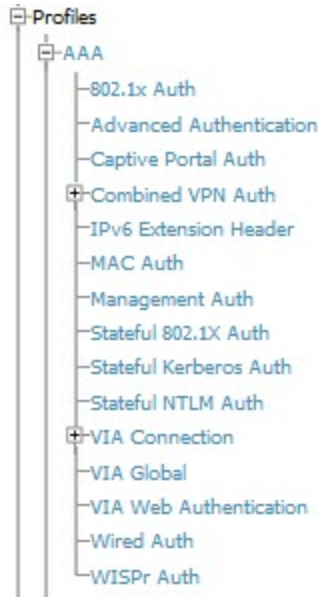 Profiles
AAA
802.1x Auth
Advanced Authentication
Captive Portal Auth
Combined VPN Auth
IPv6 Extension Header
MAC Auth
Management Auth
Stateful 802.1X Auth
Stateful Kerberos Auth
Stateful NTLM Auth
VIA Connection
VIA Global
VIA Web Authentication
Wired Auth
WISPr Auth